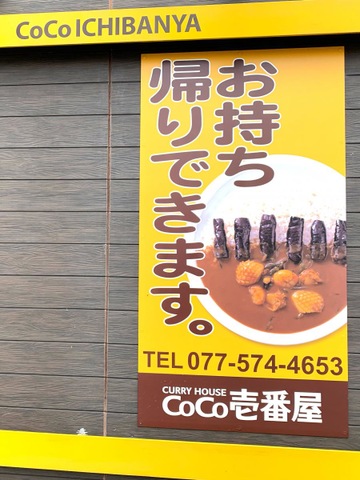 CoCo ICHIBANYA
お持ち
帰りできます。
TEL 077-574-4653
CURRY HOUSE
CoCo壱番屋